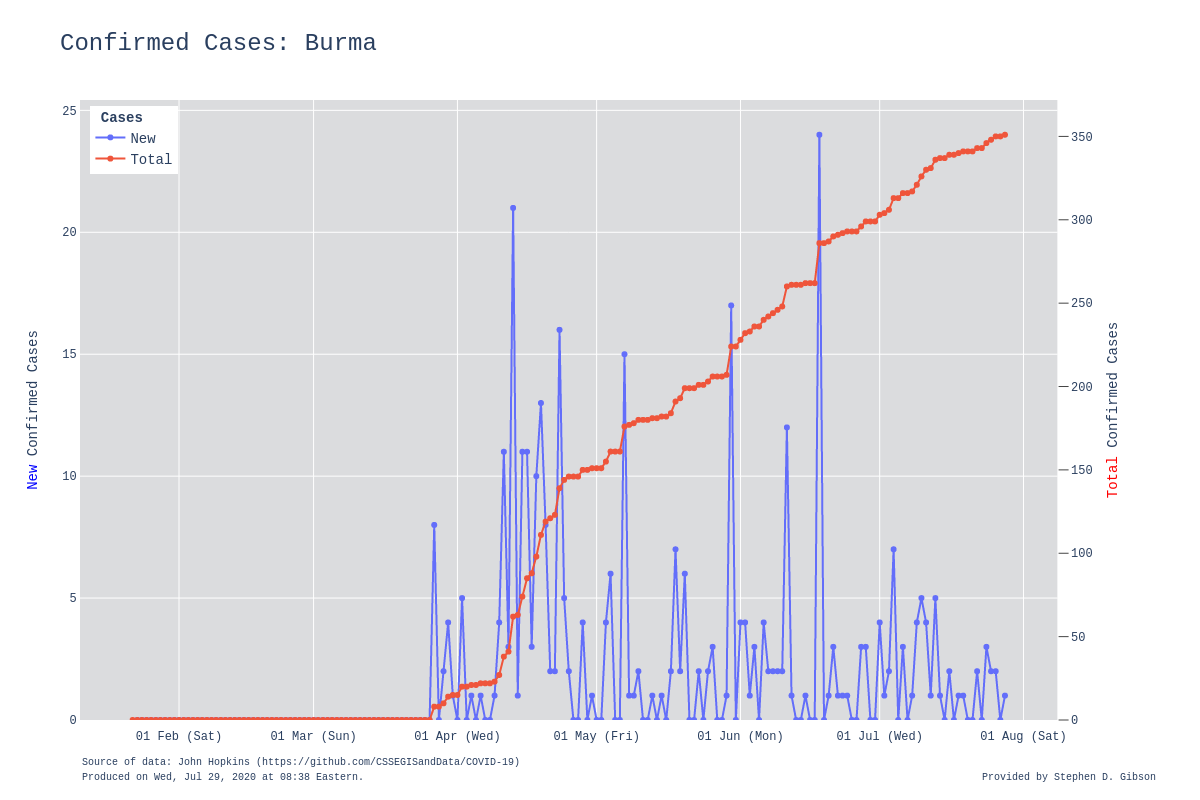 Confirmed Cases: Burma
Cases
New
Total
25
20
15
10
5
0
New Confirmed Cases
350
300
250
200
150
100
50
0
Total Confirmed Cases
01 Feb (Sat) 01 Mar (Sun) 01 Apr (Wed) 01 May (Fri) 01 Jun (Mon) 01 Jul (Wed) 01 Aug (Sat)
Source of data: John Hopkins (https://github.com/CSSEGISandData/COVID-19)
Produced on Wed, Jul 29, 2020 at 08:38 Eastern.
Provided by Stephen D. Gibson